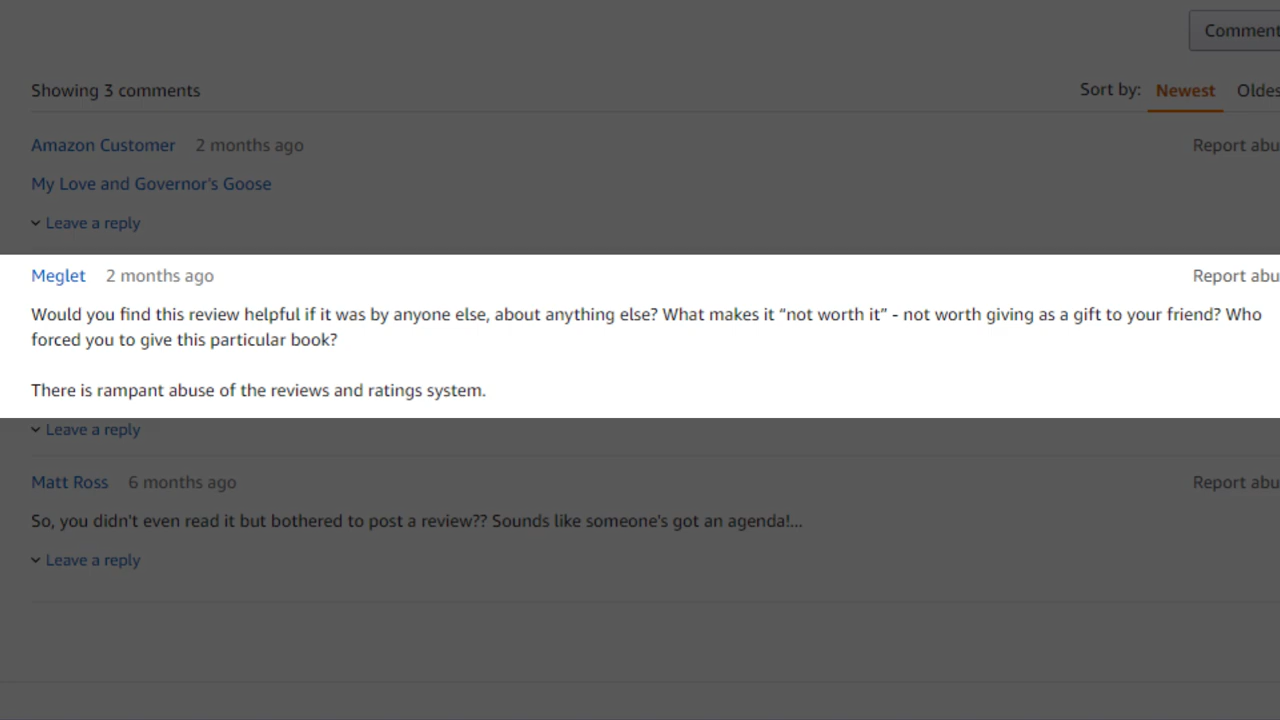 Comment
Showing 3 comments
Sort by: Newest Oldes
Amazon Customer 2 months ago
Report abu
My Love and Governor's Goose
Leave a reply
Meglet 2 months ago
Report abu
Would you find this review helpful if it was by anyone else, about anything else? What makes it “not worth it” - not worth giving as a gift to your friend? Who
forced you to give this particular book?
There is rampant abuse of the reviews and ratings system.
Leave a reply
Matt Ross 6 months ago
Report abu
So, you didn't even read it but bothered to post a review?? Sounds like someone's got an agenda!...
Leave a reply